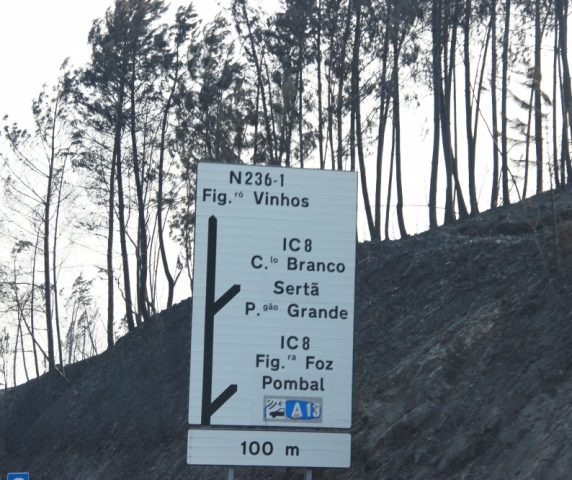 N236-1
Fig.ró Vinhos
IC8
C.lo Branco
Sertã
P.gão Grande
IC8
Fig.ra Foz
Pombal
A13
100 m